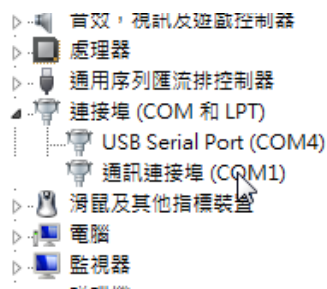 音效，視訊及遊戲控制器
處理器
通用序列匯流排控制器
連接埠 (COM 和 LPT)
USB Serial Port (COM4)
通訊連接埠 (COM1)
滑鼠及其他指標裝置
電腦
監視器